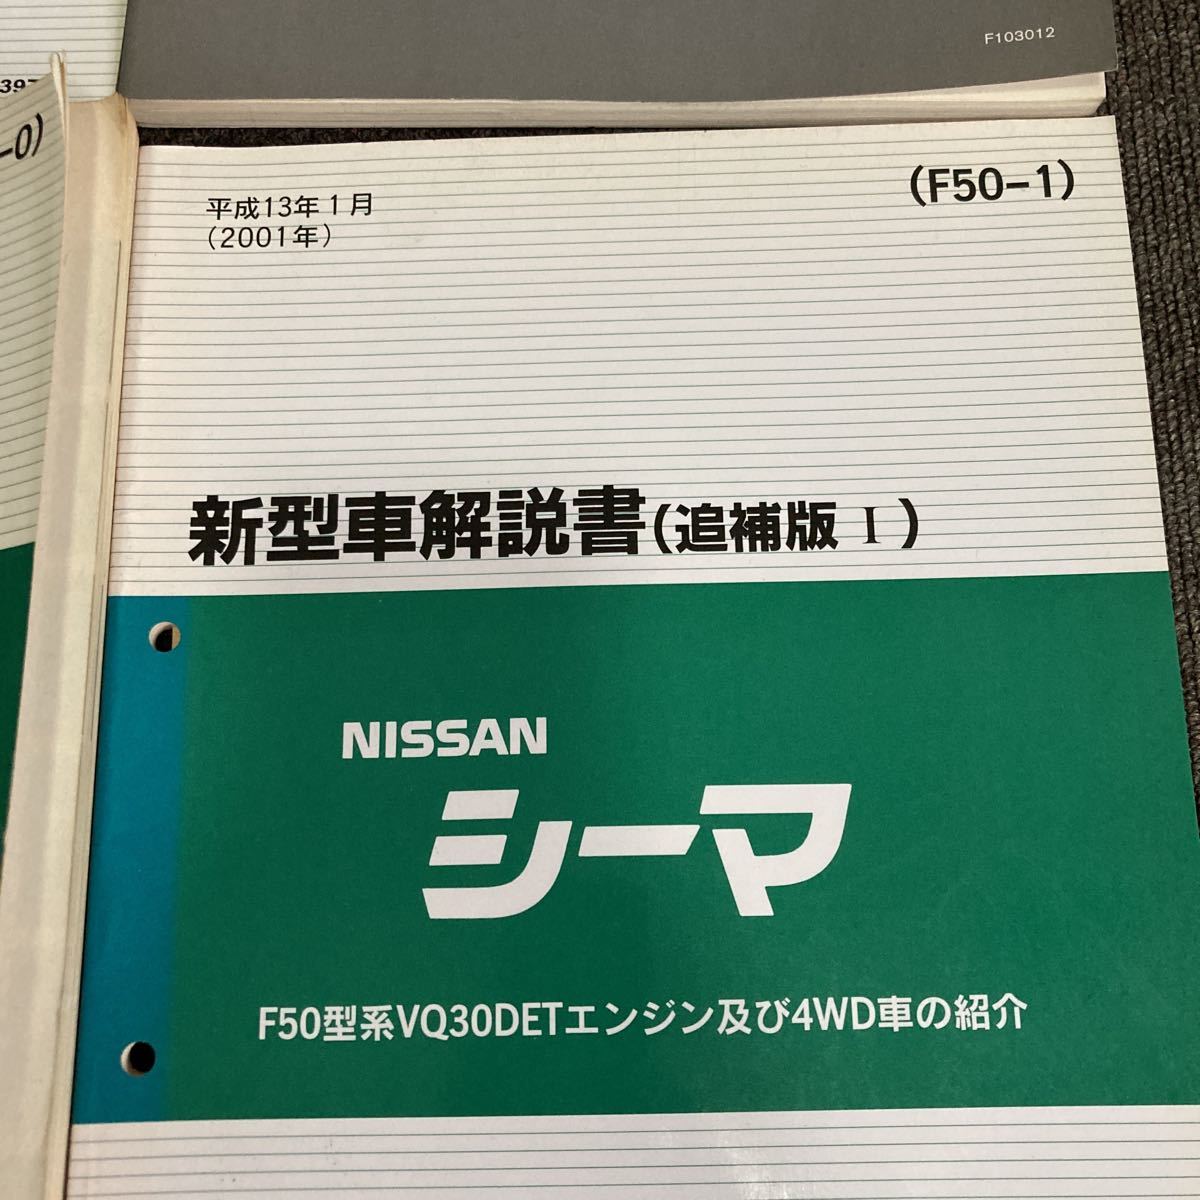 F103012
397
-0)
(F50-1)
平成13年1月
(2001年)
新型車解説書(追補版 I)
NISSAN
シーマ
F50型系VQ30DETエンジン及び4WD車の紹介